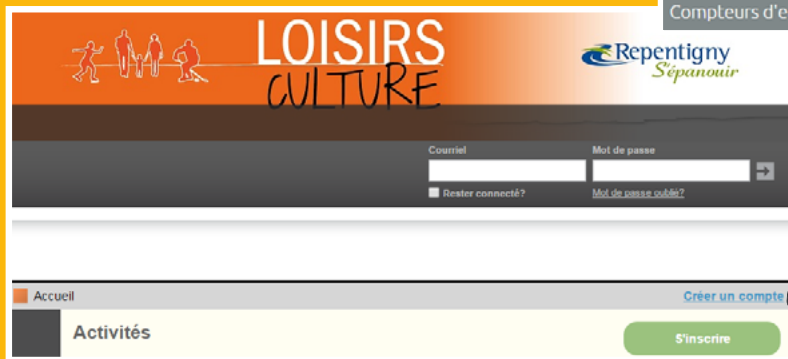 Compteurs d'e
LOISIRS
CULTURE
Repentigny
S'épanouir
Courriel
Mot de passe
Rester connecté?
Mot de passe oublié?
Accueil
Créer un compte
Activités
S'inscrire